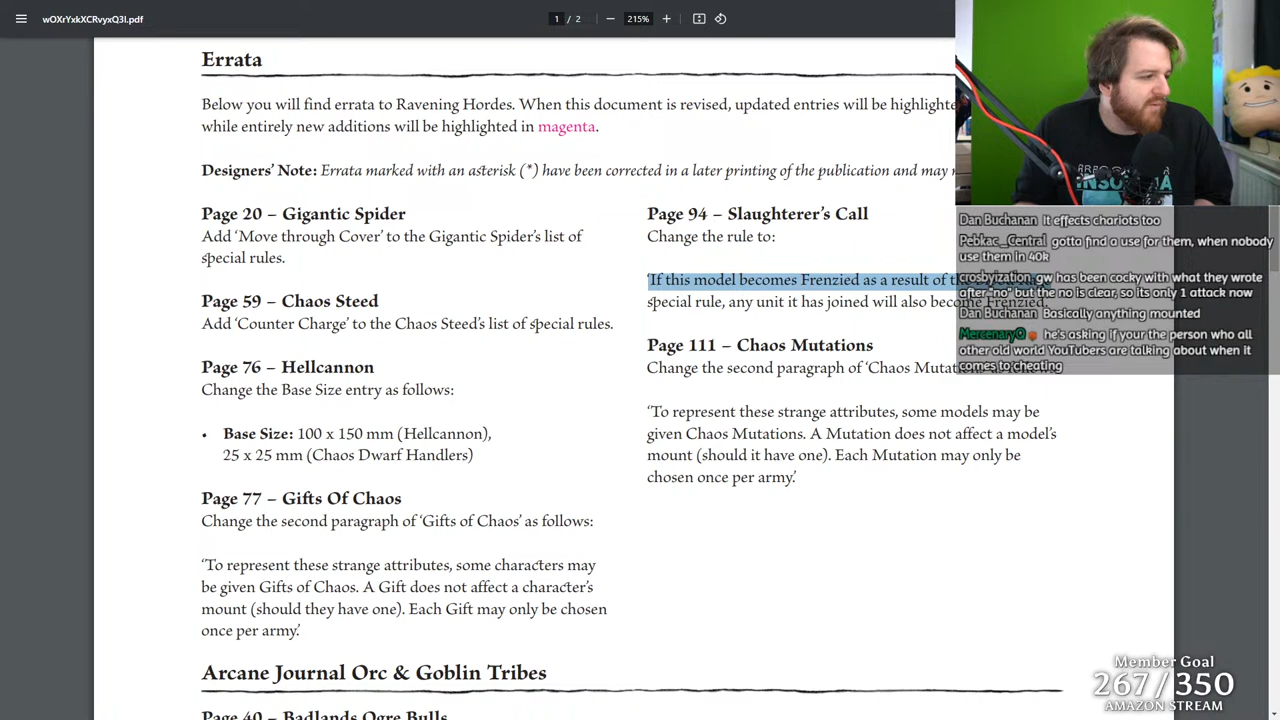 wOXrYxkXCRvyxQ3I.pdf
1 / 2
215%
Errata
Below you will find errata to Ravening Hordes. When this document is revised, updated entries will be highlighte
while entirely new additions will be highlighted in magenta.
Designers' Note: Errata marked with an asterisk (*) have been corrected in a later printing of the publication and may
Page 20 – Gigantic Spider
Add 'Move through Cover' to the Gigantic Spider's list of
special rules.
Page 59 – Chaos Steed
Add 'Counter Charge' to the Chaos Steed's list of special rules.
Page 76 – Hellcannon
Change the Base Size entry as follows:
• Base Size: 100 x 150 mm (Hellcannon),
25 x 25 mm (Chaos Dwarf Handlers)
Page 77 – Gifts Of Chaos
Change the second paragraph of 'Gifts of Chaos' as follows:
'To represent these strange attributes, some characters may
be given Gifts of Chaos. A Gift does not affect a character's
mount (should they have one). Each Gift may only be chosen
once per army.'
Page 94 – Slaughterer's Call
Change the rule to:
'If this model becomes Frenzied as a result of
special rule, any unit it has joined will also become Frenzied.
Page 111 – Chaos Mutations
Change the second paragraph of 'Chaos Mutat
'To represent these strange attributes, some models may be
given Chaos Mutations. A Mutation does not affect a model's
mount (should it have one). Each Mutation may only be
chosen once per army.'
Arcane Journal Orc & Goblin Tribes
Page 40 – Badlands Ogre Bulls
Dan Buchanan It effects chariots too
Pebkac_Central gotta find a use for them, when nobody
use them in 40k
crosbyization gw has been cocky with what they wrote
after "no" but the no is clear, so its only 1 attack now
Dan Buchanan Basically anything mounted
MercenaryQ he's asking if your the person who all
other old world YouTubers are talking about when it
comes to cheating
Member Goal
267/350
AMAZON STREAM